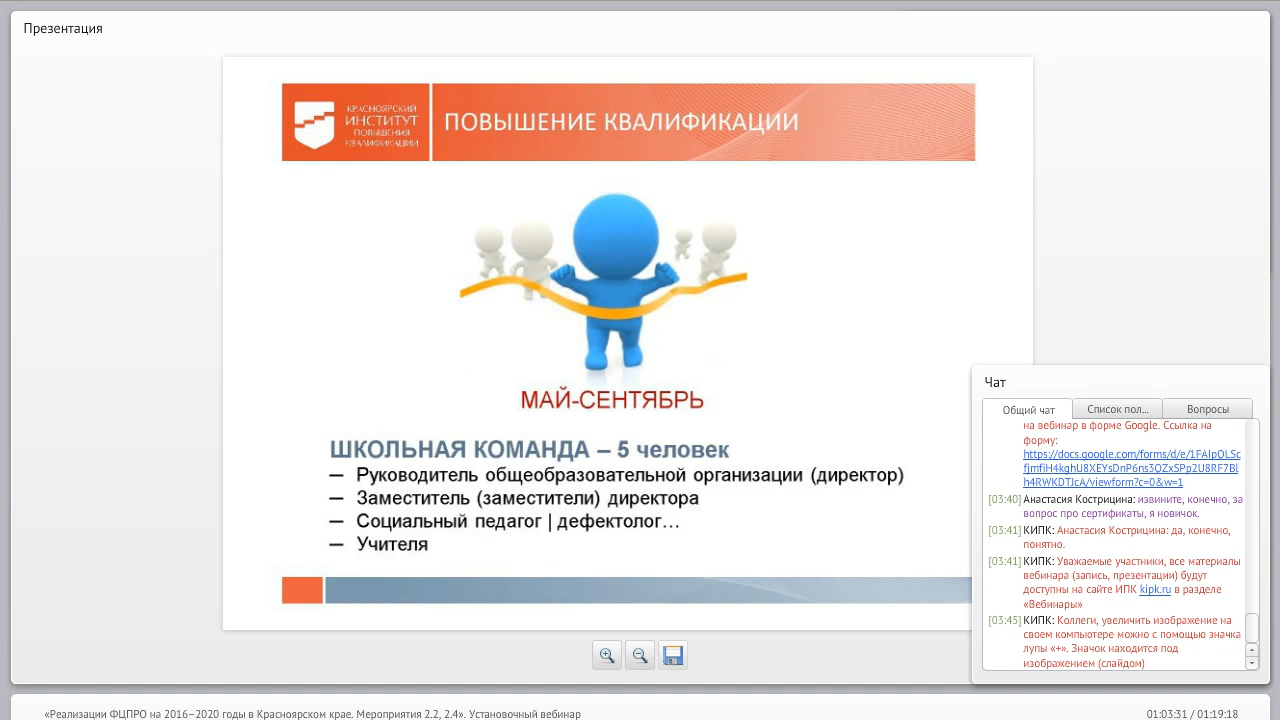 Презентация
КРАСНОЯРСКИЙ
ИНСТИТУТ
ПОВЫШЕНИЯ
КВАЛИФИКАЦИИ
ПОВЫШЕНИЕ КВАЛИФИКАЦИИ
МАЙ-СЕНТЯБРЬ
ШКОЛЬНАЯ КОМАНДА – 5 человек
– Руководитель общеобразовательной организации (директор)
– Заместитель (заместители) директора
– Социальный педагог | дефектолог...
– Учителя
Чат
Общий чат
Список пол...
Вопросы
на вебинар в форме Google. Ссылка на
форму:
https://docs.google.com/forms/d/e/1FAIpQLSc
fjmfiH4kghU8XEYsDnP6ns3QZxSPp2U8RF7Bl
h4RWKDTJcA/viewform?c=0&w=1
[03:40] Анастасия Кострицина: извините, конечно, за
вопрос про сертификаты, я новичок.
[03:41] КИПК: Анастасия Кострицина: да, конечно,
понятно.
[03:41] КИПК: Уважаемые участники, все материалы
вебинара (запись, презентации) будут
доступны на сайте ИПК kipk.ru в разделе
«Вебинары»
[03:45] КИПК: Коллеги, увеличить изображение на
своем компьютере можно с помощью значка
лупы «+». Значок находится под
изображением (слайдом)
«Реализации ФЦПРО на 2016–2020 годы в Красноярском крае. Мероприятия 2.2, 2.4». Установочный вебинар
01:03:31 / 01:19:18